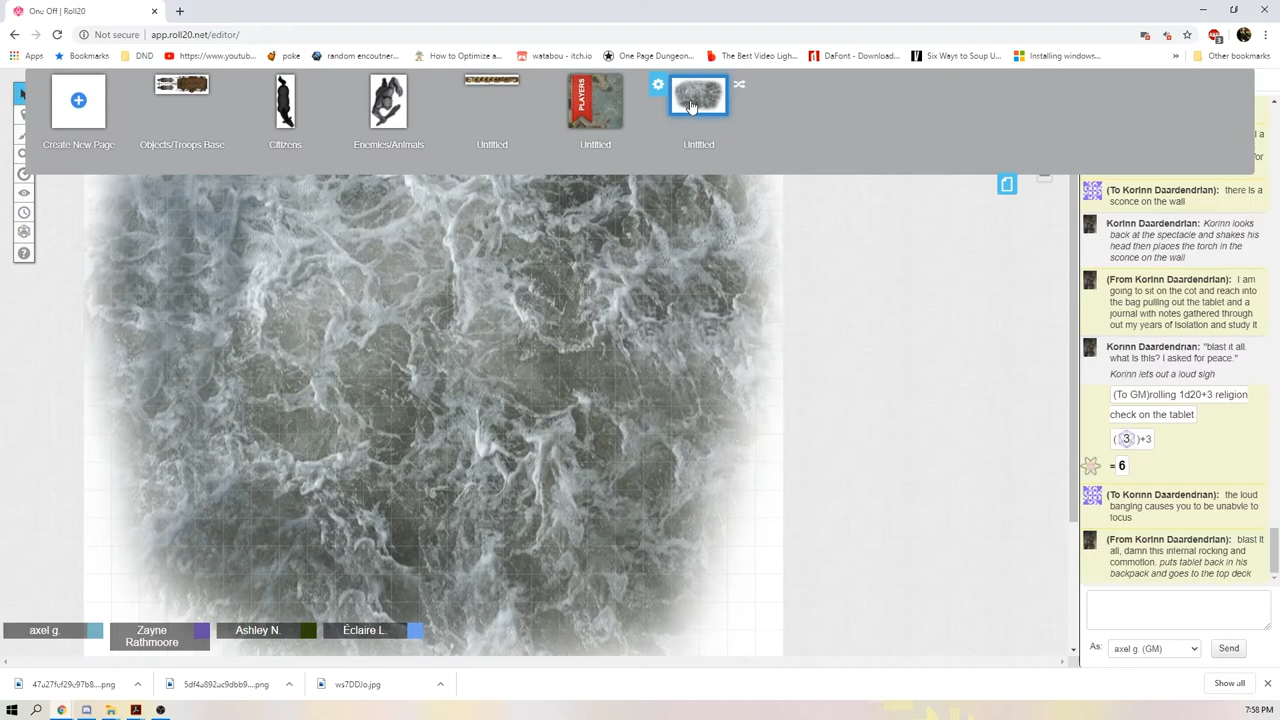 One Off | Roll20
Not secure
app.roll20.net/editor/
Apps
Bookmarks
DND
https://www.youtub...
poke
random encoutner...
How to Optimize a...
watabou - itch.io
One Page Dungeon...
The Best Video Ligh...
DaFont - Download...
Six Ways to Soup U...
Installing windows...
Other bookmarks
PLAYERS
Create New Page
Objects/Troops Base
Citizens
Enemies/Animals
Untitled
Untitled
Untitled
(To Korinn Daardendrian): there is a
sconce on the wall
Korinn Daardendrian: Korinn looks
back at the spectacle and shakes his
head then places the torch in the
sconce on the wall
(From Korinn Daardendrian): I am
going to sit on the cot and reach into
the bag pulling out the tablet and a
journal with notes gathered through
out my years of isolation and study it
Korinn Daardendrian: "blast it all.
what is this? I asked for peace."
Korinn lets out a loud sigh
(To GM)rolling 1d20+3 religion
check on the tablet
(3)+3
= 6
(To Korinn Daardendrian): the loud
banging causes you to be unabvle to
focus
(From Korinn Daardendrian): blast it
all, damn this infernal rocking and
commotion. puts tablet back in his
backpack and goes to the top deck
axel g.
Zayne
Rathmoore
Ashley N.
Éclaire L.
As:
axel g. (GM)
Send
ws7DDJo.jpg
Show all
7:58 PM